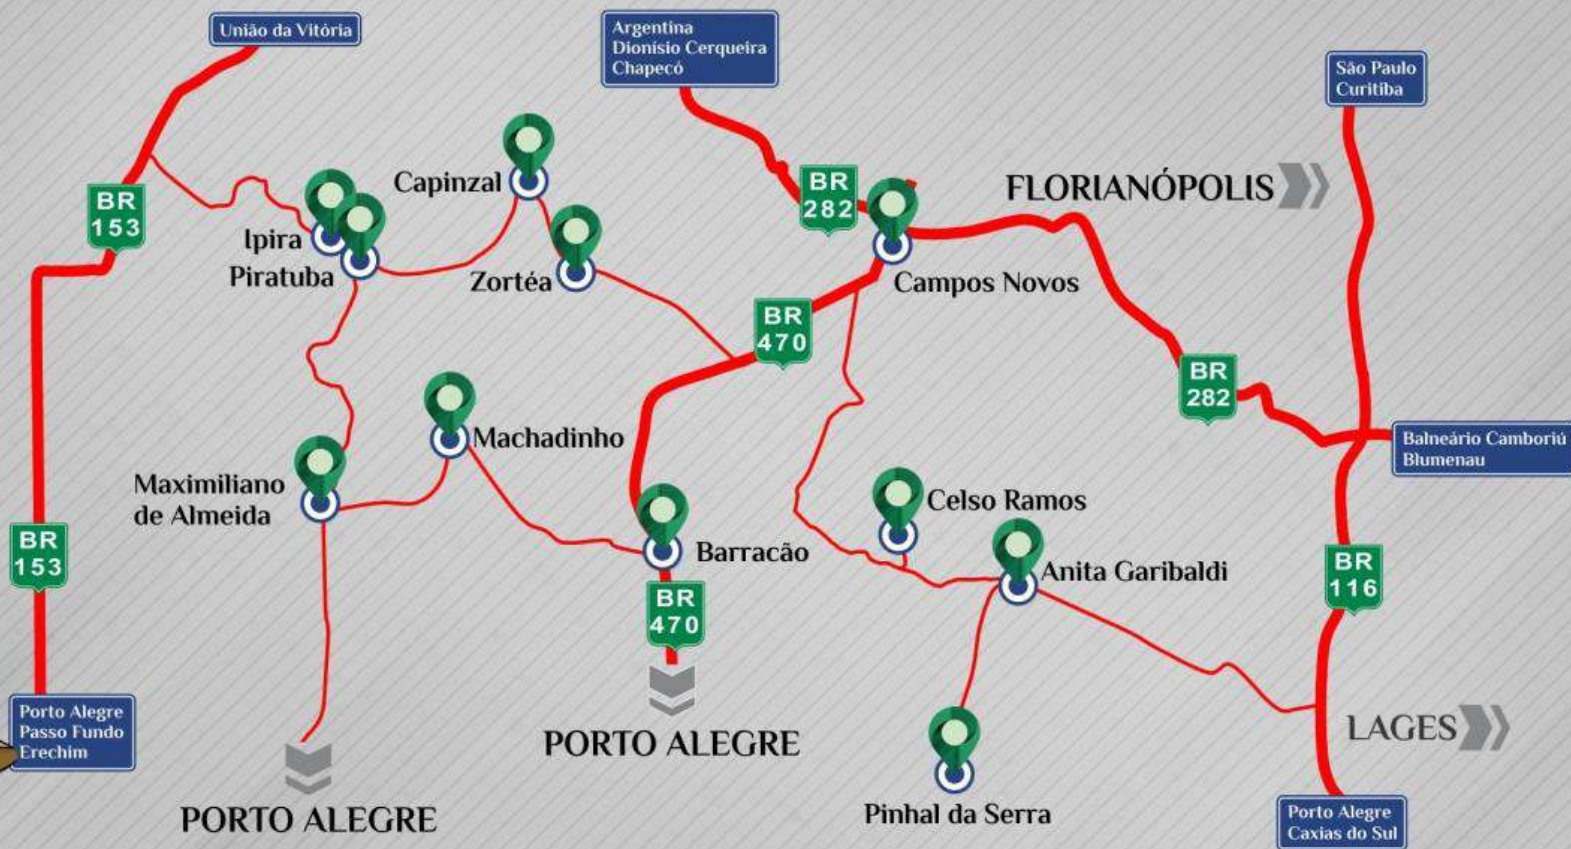 União da Vitória
Argentina
Dionísio Cerqueira
Chapecó
São Paulo
Curitiba
BR
153
Capinzal
BR
282
FLORIANÓPOLIS
Ipira
Piratuba
Zortéa
Campos Novos
BR
470
BR
282
Machadinho
Balneário Camboriú
Blumenau
Maximiliano
de Almeida
Celso Ramos
BR
153
Barracão
Anita Garibaldi
BR
116
BR
470
Porto Alegre
Passo Fundo
Erechim
PORTO ALEGRE
LAGES
PORTO ALEGRE
Pinhal da Serra
Porto Alegre
Caxias do Sul